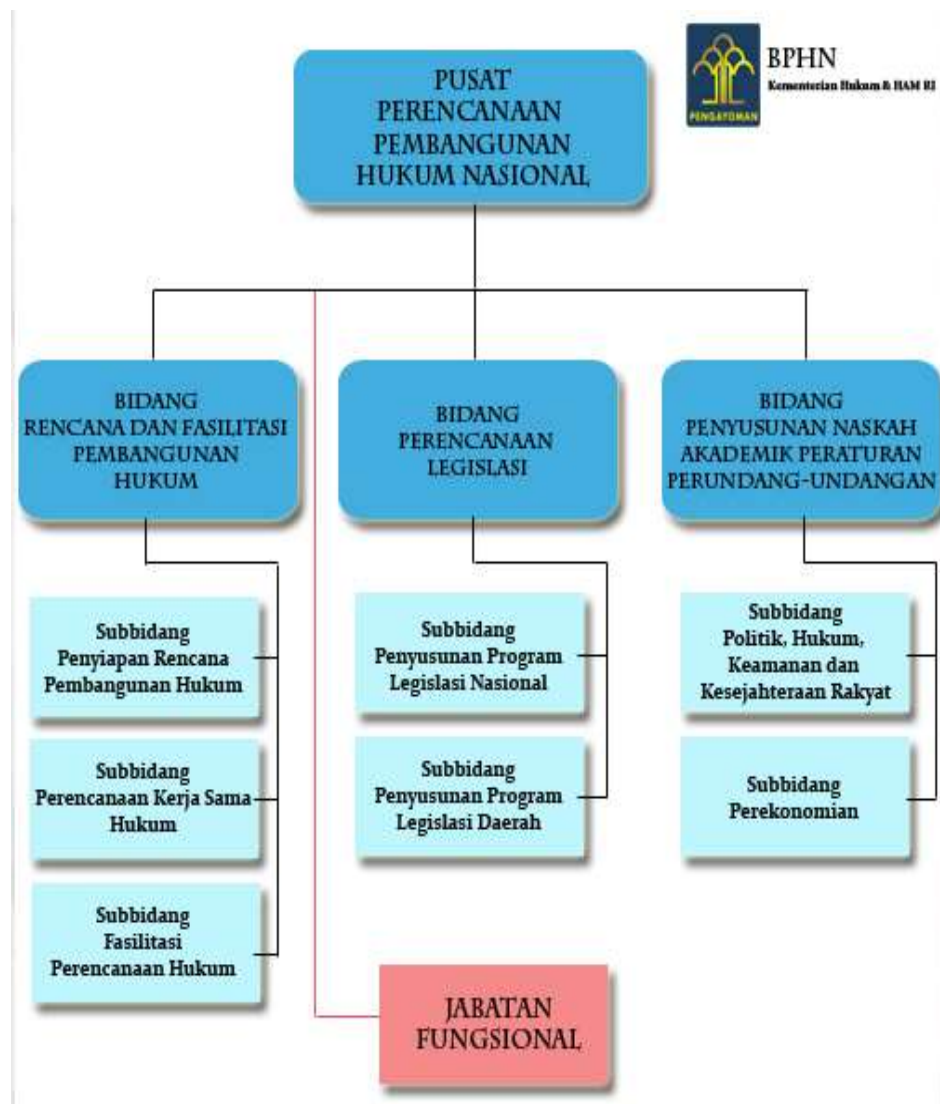 PUSAT
PERENCANAAN
PEMBANGUNAN
HUKUM NASIONAL
BPHN
Kementerian Hukum & HAM RI
PENGAYOMAN
BIDANG
RENCANA DAN FASILITASI
PEMBANGUNAN
HUKUM
BIDANG
PERENCANAAN
LEGISLASI
BIDANG
PENYUSUNAN NASKAH
AKADEMIK PERATURAN
PERUNDANG-UNDANGAN
Subbidang
Penyiapan Rencana
Pembangunan Hukum
Subbidang
Perencanaan Kerja Sama
Hukum
Subbidang
Fasilitasi
Perencanaan Hukum
Subbidang
Penyusunan Program
Legislasi Nasional
Subbidang
Penyusunan Program
Legislasi Daerah
Subbidang
Politik, Hukum,
Keamanan dan
Kesejahteraan Rakyat
Subbidang
Perekonomian
JABATAN
FUNGSIONAL